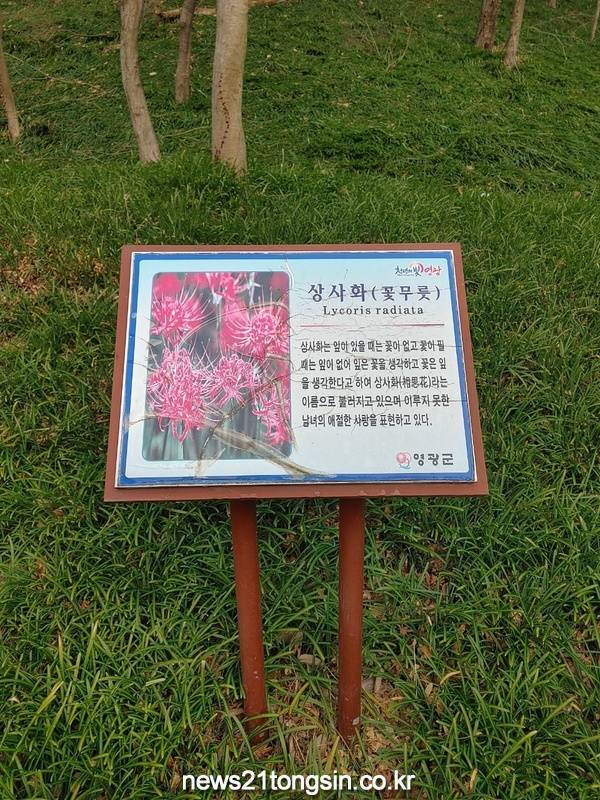 천년의 빛 영광
상사화(꽃무릇)
Lycoris radiata
상사화는 잎이 있을 때는 꽃이 없고 꽃이 필
때는 잎이 없어 잎은 꽃을 생각하고 꽃은 잎
을 생각한다고 하여 상사화(相思花)라는
이름으로 불러지고 있으며 이루지 못한
남녀의 애절한 사랑을 표현하고 있다.
영광군
news21tongsin.co.kr